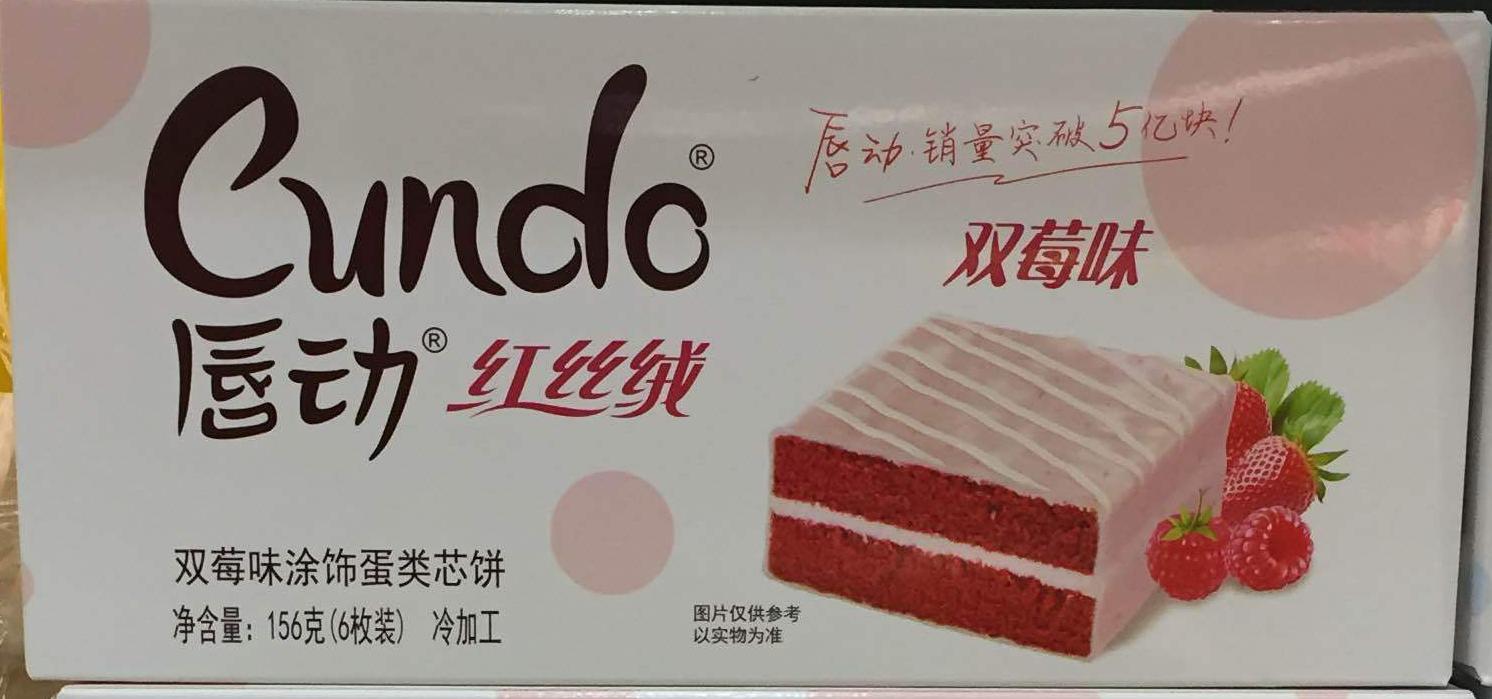 Cundo®
唇动®红丝绒
唇动·销量突破5亿块!
双莓味
双莓味涂饰蛋类芯饼
净含量：156克(6枚装) 冷加工
图片仅供参考
以实物为准